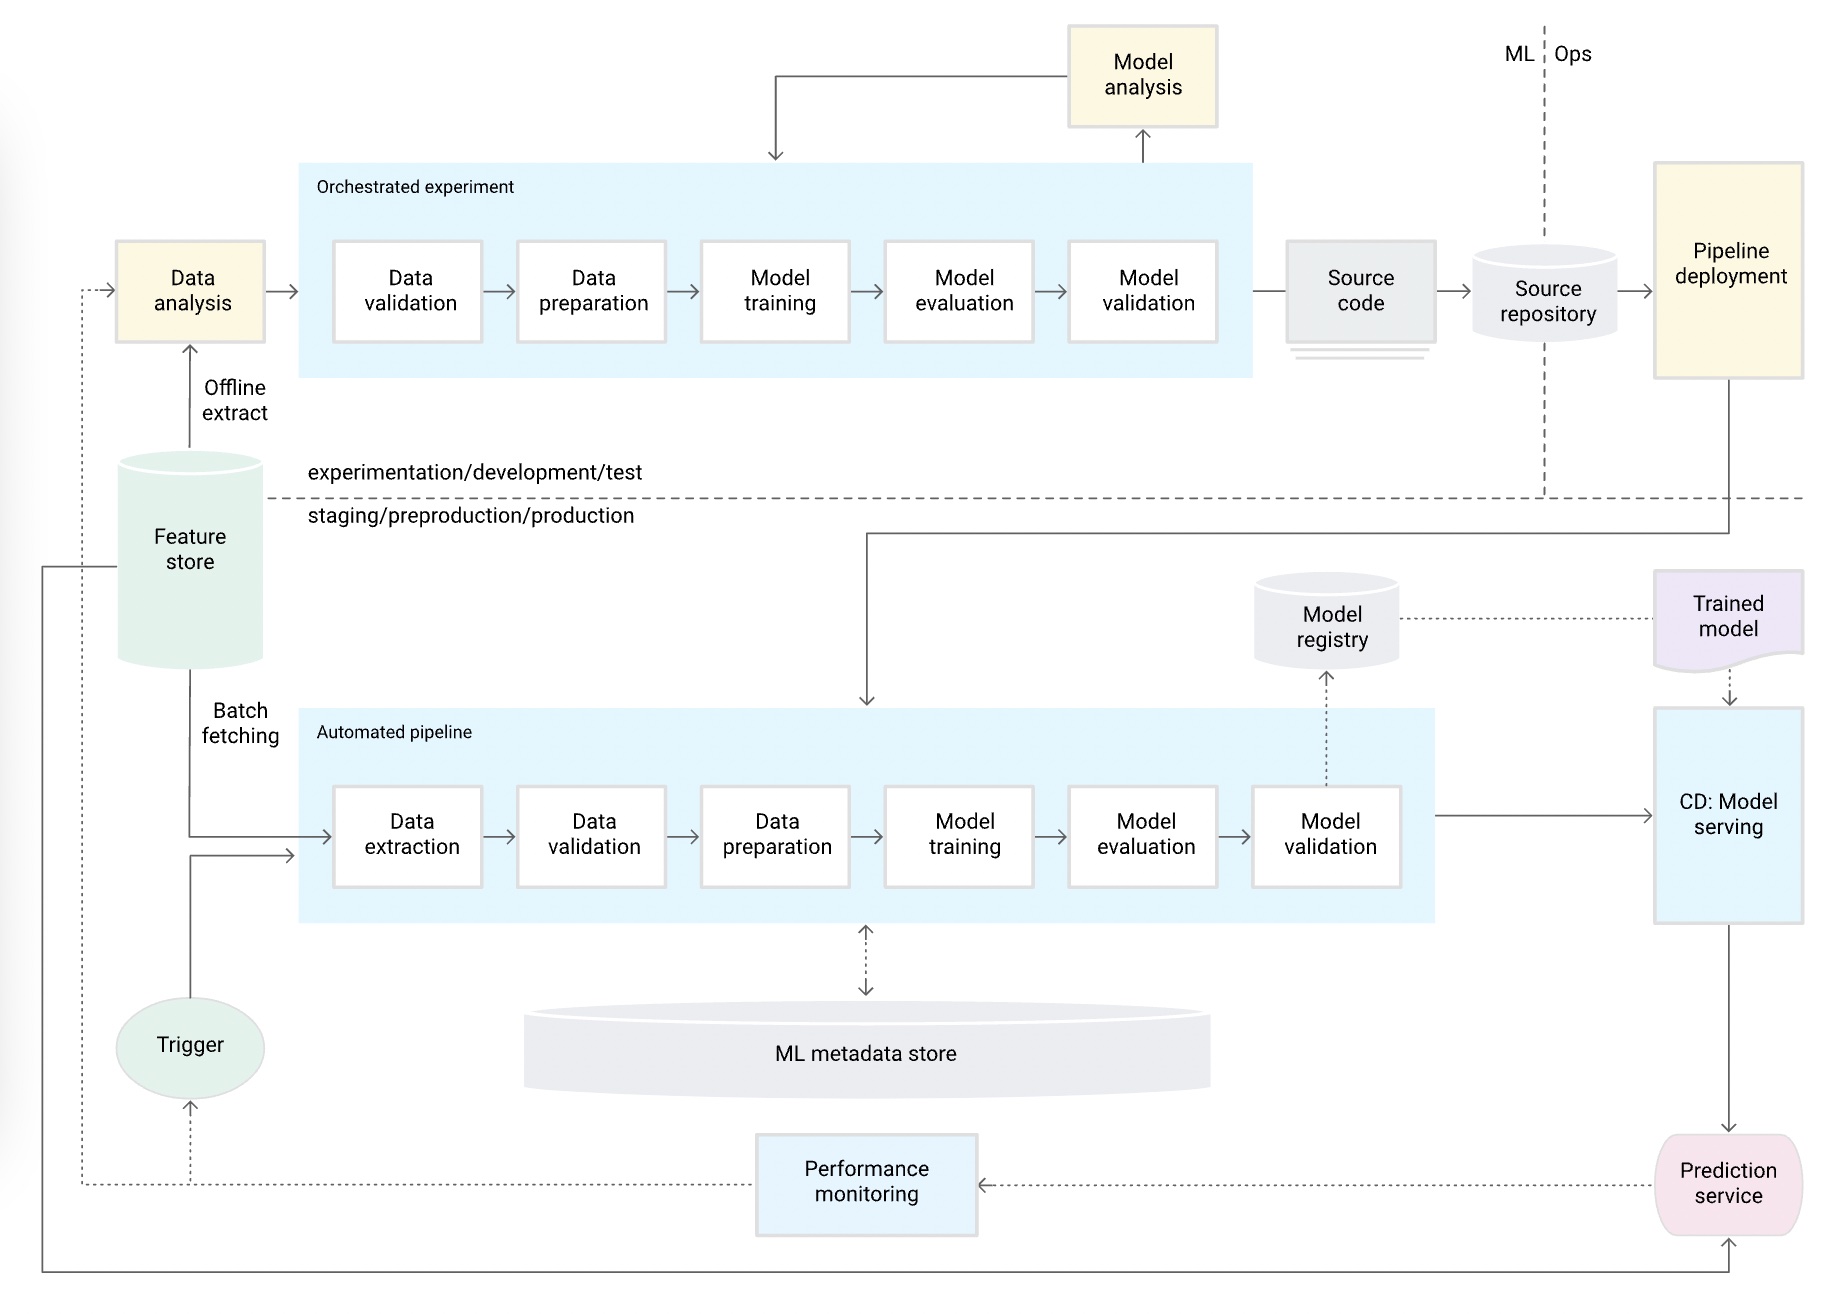 Model
analysis
ML
Ops
Orchestrated experiment
Data
analysis
Data
validation
Data
preparation
Model
training
Model
evaluation
Model
validation
Source
code
Source
repository
Pipeline
deployment
Offline
extract
experimentation/development/test
staging/preproduction/production
Feature
store
Model
registry
Trained
model
Batch
fetching
Automated pipeline
Data
extraction
Data
validation
Data
preparation
Model
training
Model
evaluation
Model
validation
CD: Model
serving
Trigger
ML metadata store
Performance
monitoring
Prediction
service